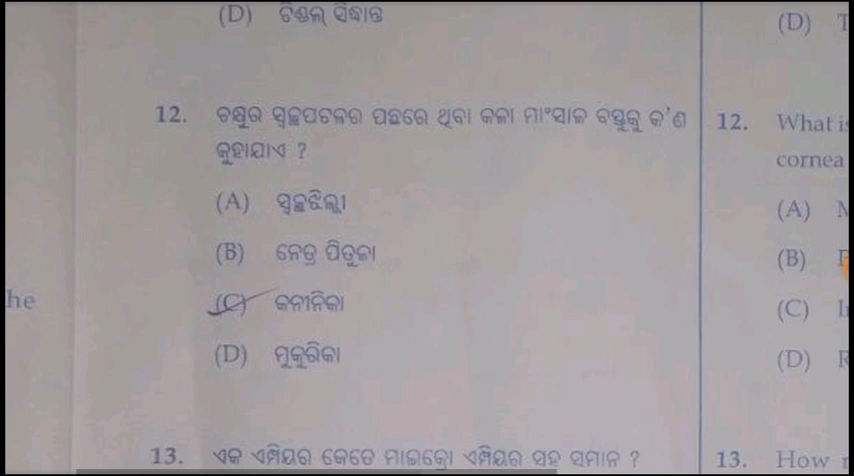 (D) ଟିଣ୍ଡଲ୍ ସିଦ୍ଧାନ୍ତ
(D)
12. ଚକ୍ଷୁର ସ୍ୱଚ୍ଛପଟଳର ପଛରେ ଥିବା କଳା ମାଂସାଳ ବସ୍ତୁକୁ କ'ଣ
କୁହାଯାଏ ?
(A) ସ୍ୱଚ୍ଛଝିଲ୍ଲୀ
(B) ନେତ୍ର ପିତୁଳା
(C) କନୀନିକା
(D) ମୁକୁରିକା
13. ଏକ ଏମ୍ପିୟର କେତେ ମାଇକ୍ରୋ ଏମ୍ପିୟର ସହ ସମାନ ?
he
12. What is
cornea
(A)
(B)
(C)
(D)
13. How